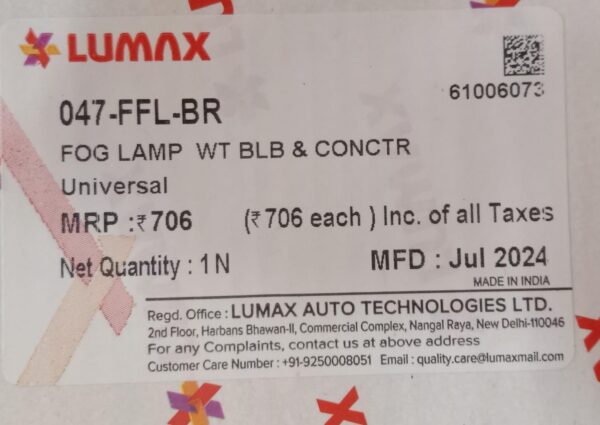 LUMAX
61006073
047-FFL-BR
FOG LAMP WT BLB & CONCTR
Universal
MRP :₹ 706 (₹ 706 each ) Inc. of all Taxes
Net Quantity : 1 N MFD : Jul 2024
MADE IN INDIA
Regd. Office : LUMAX AUTO TECHNOLOGIES LTD.
2nd Floor, Harbans Bhawan-II, Commercial Complex, Nangal Raya, New Delhi-110046
For any Complaints, contact us at above address
Customer Care Number : +91-9250008051 Email : quality.care@lumaxmail.com